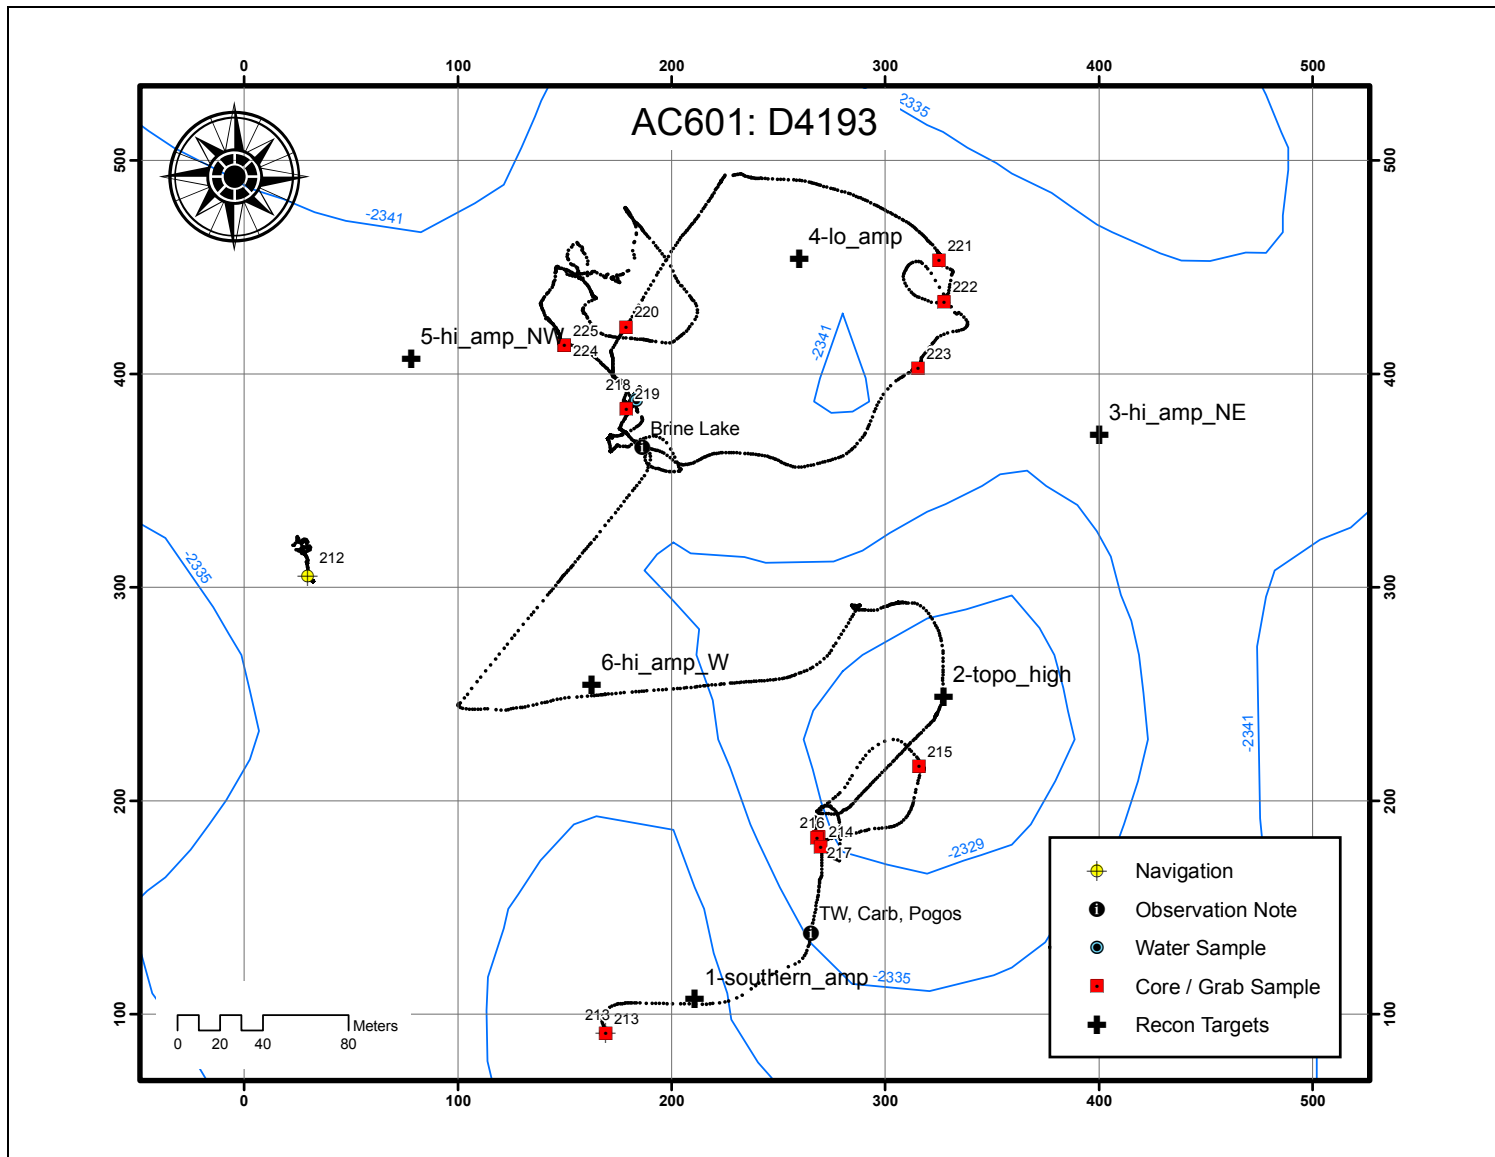 0 100 200 300 400 500
AC601: D4193
-2335
500 500
-2341
4-lo_amp
221
222
220
5-hi_amp_NW
225
224
-2341
223
400 400
218
219
3-hi_amp_NE
Brine Lake
-2335
212
300 300
6-hi_amp_W
2-topo_high
-2341
215
200 200
216
214
217
-2329
TW, Carb, Pogos
1-southern_amp
-2335
213 213
100 100
Meters
0 20 40 80
Navigation
Observation Note
Water Sample
Core / Grab Sample
Recon Targets
0 100 200 300 400 500